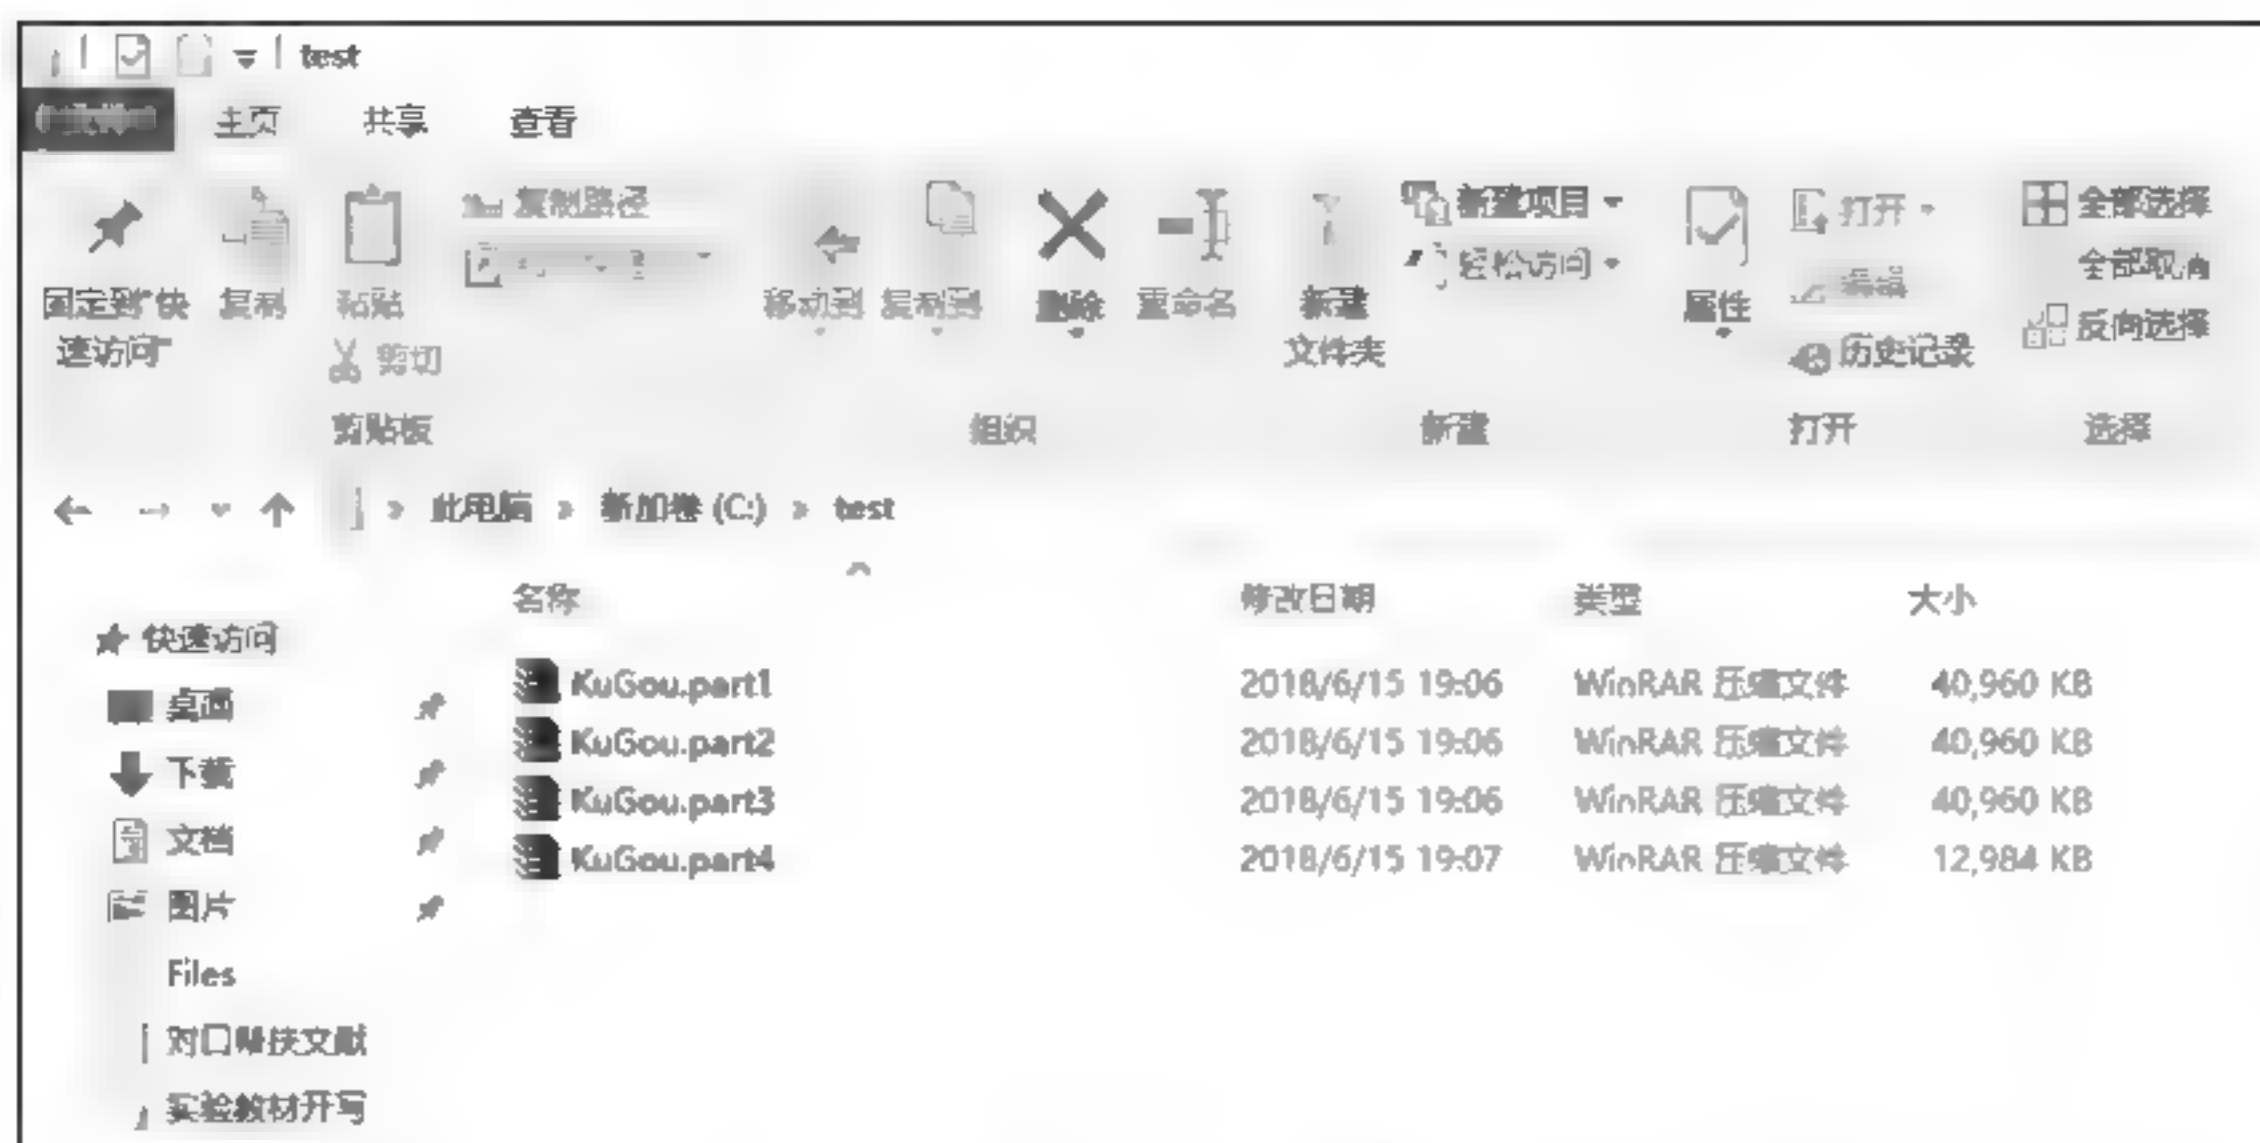 test
主页 共享 查看
复制路径 新建项目 打开 全部选择
轻松访问 编辑 全部取消
固定到"快 复制 粘贴 移动到 复制到 删除 重命名 新建 属性 反向选择
速访问" 剪切 文件夹 历史记录
剪贴板 组织 新建 打开 选择
此电脑 新加卷 (C:) test
名称 修改日期 类型 大小
快速访问
KuGou.part1 2018/6/15 19:06 WinRAR 压缩文件 40,960 KB
桌面
KuGou.part2 2018/6/15 19:06 WinRAR 压缩文件 40,960 KB
下载
KuGou.part3 2018/6/15 19:06 WinRAR 压缩文件 40,960 KB
文档
KuGou.part4 2018/6/15 19:07 WinRAR 压缩文件 12,984 KB
图片
Files
对口帮扶文献
实验教材开写